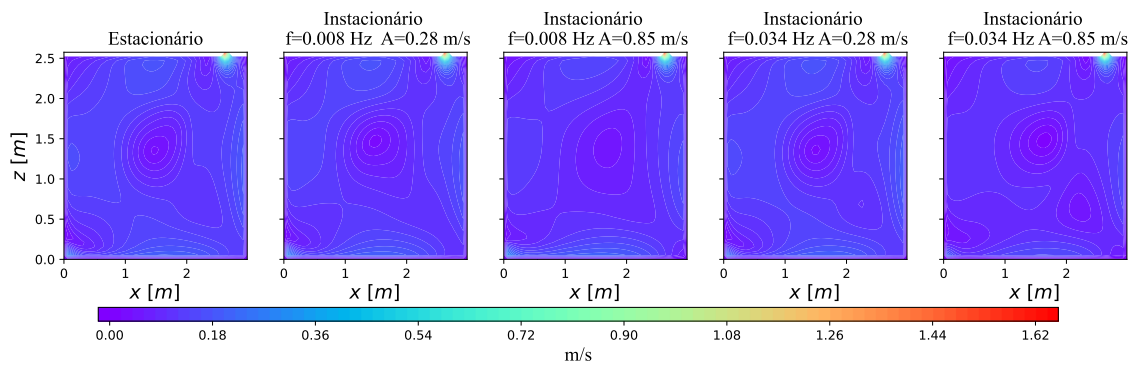 Estacionário
Instacionário
f=0.008 Hz  A=0.28 m/s
Instacionário
f=0.008 Hz A=0.85 m/s
Instacionário
f=0.034 Hz A=0.28 m/s
Instacionário
f=0.034 Hz A=0.85 m/s
z [m]
2.5
2.0
1.5
1.0
0.5
0.0
0 1 2
0 1 2
0 1 2
0 1 2
0 1 2
x [m]
x [m]
x [m]
x [m]
x [m]
0.00 0.18 0.36 0.54 0.72 0.90 1.08 1.26 1.44 1.62
m/s